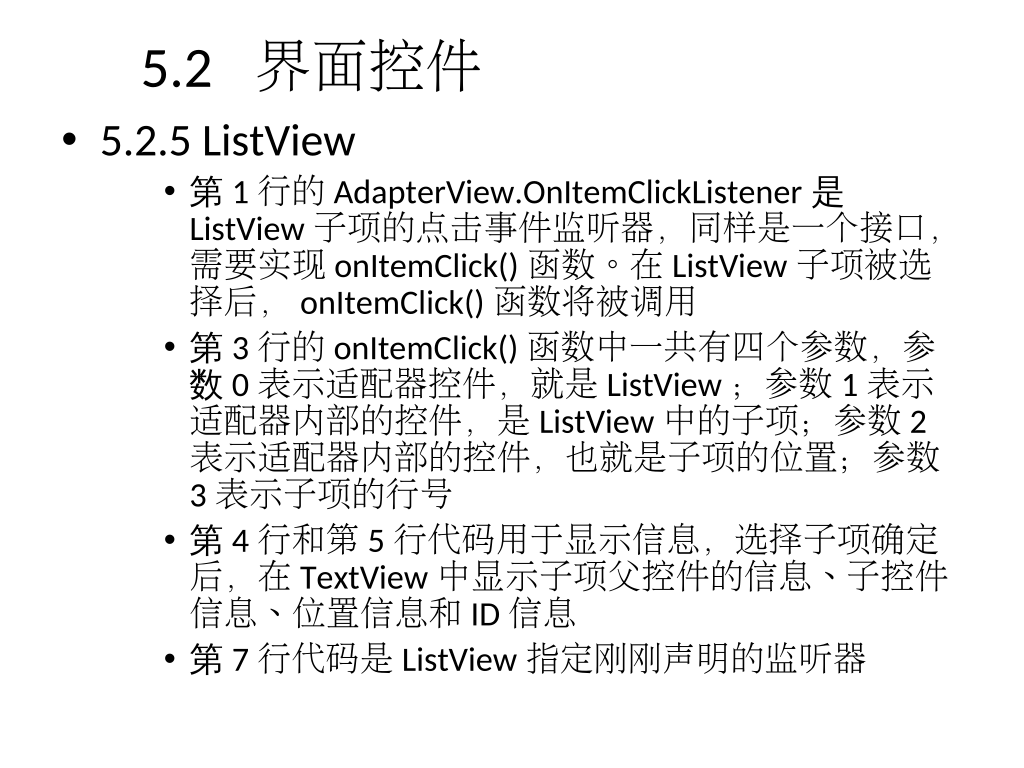 5.2 界面控件
• 5.2.5 ListView
• 第 1 行的 AdapterView.OnItemClickListener 是
ListView 子项的点击事件监听器，同样是一个接口，
需要实现 onItemClick() 函数。在 ListView 子项被选
择后， onItemClick() 函数将被调用
• 第 3 行的 onItemClick() 函数中一共有四个参数，参
数 0 表示适配器控件，就是 ListView ；参数 1 表示
适配器内部的控件，是 ListView 中的子项；参数 2
表示适配器内部的控件，也就是子项的位置；参数
3 表示子项的行号
• 第 4 行和第 5 行代码用于显示信息，选择子项确定
后，在 TextView 中显示子项父控件的信息、子控件
信息、位置信息和 ID 信息
• 第 7 行代码是 ListView 指定刚刚声明的监听器